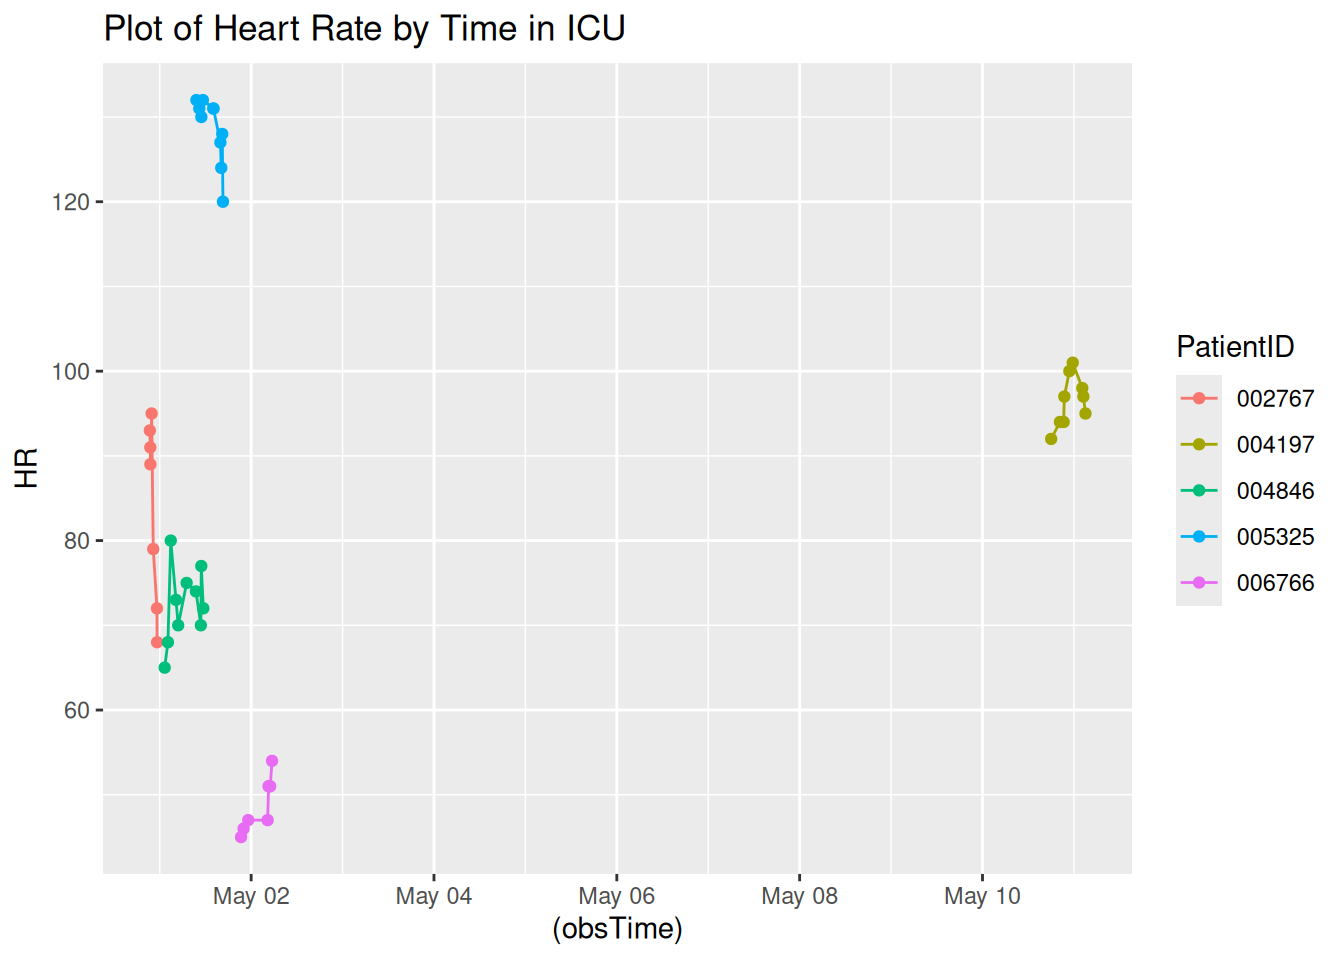 Plot of Heart Rate by Time in ICU
HR
120
100
80
60
May 02
May 04
May 06
May 08
May 10
(obsTime)
PatientID
002767
004197
004846
005325
006766